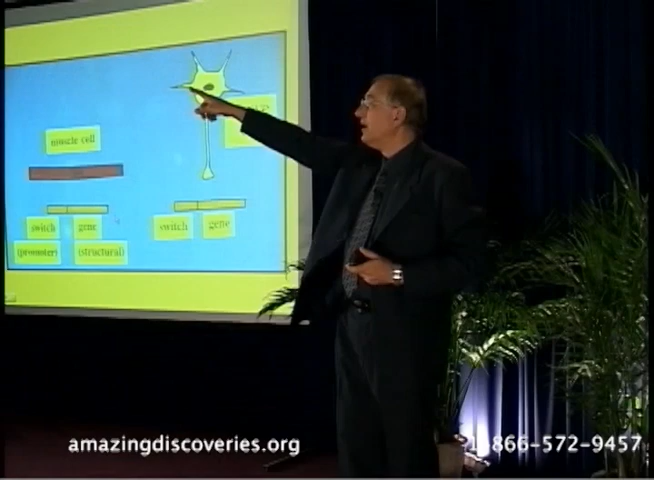 muscle cell
switch gene
switch gene
(promoter) (structural)
amazingdiscoveries.org
866-572-9457